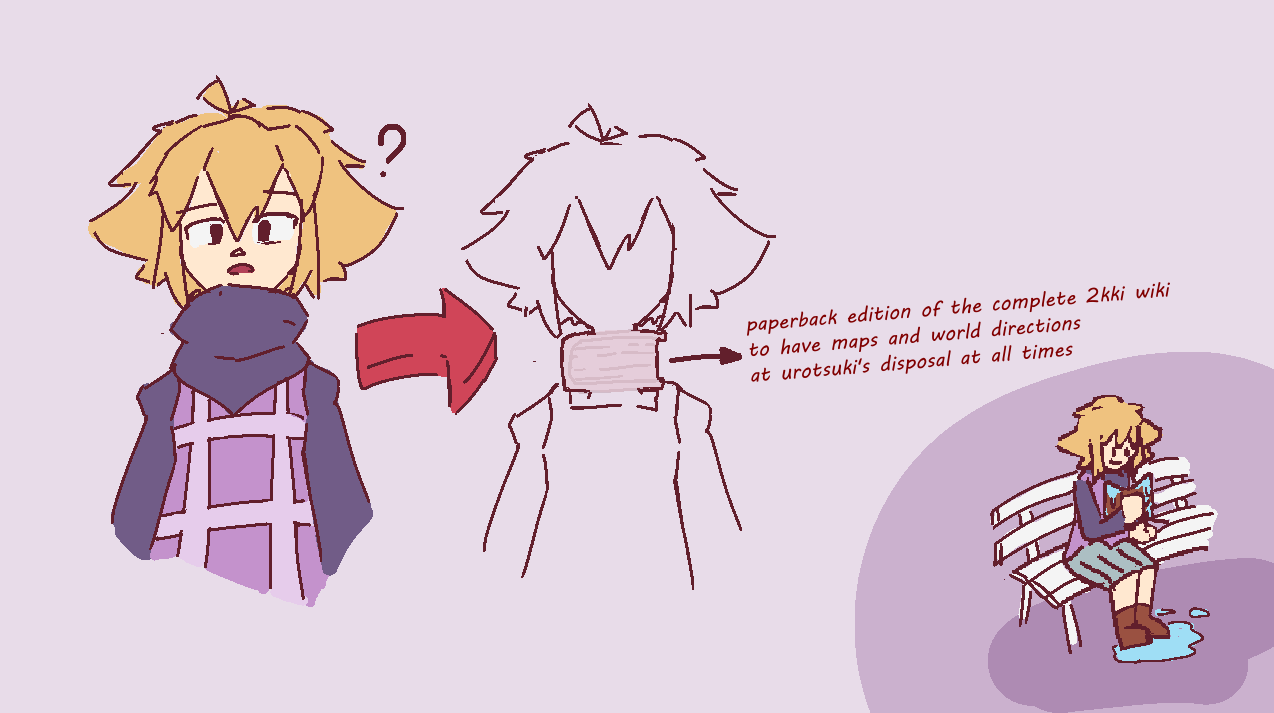 ?
paperback edition of the complete 2kki wiki
to have maps and world directions
at urotsuki's disposal at all times